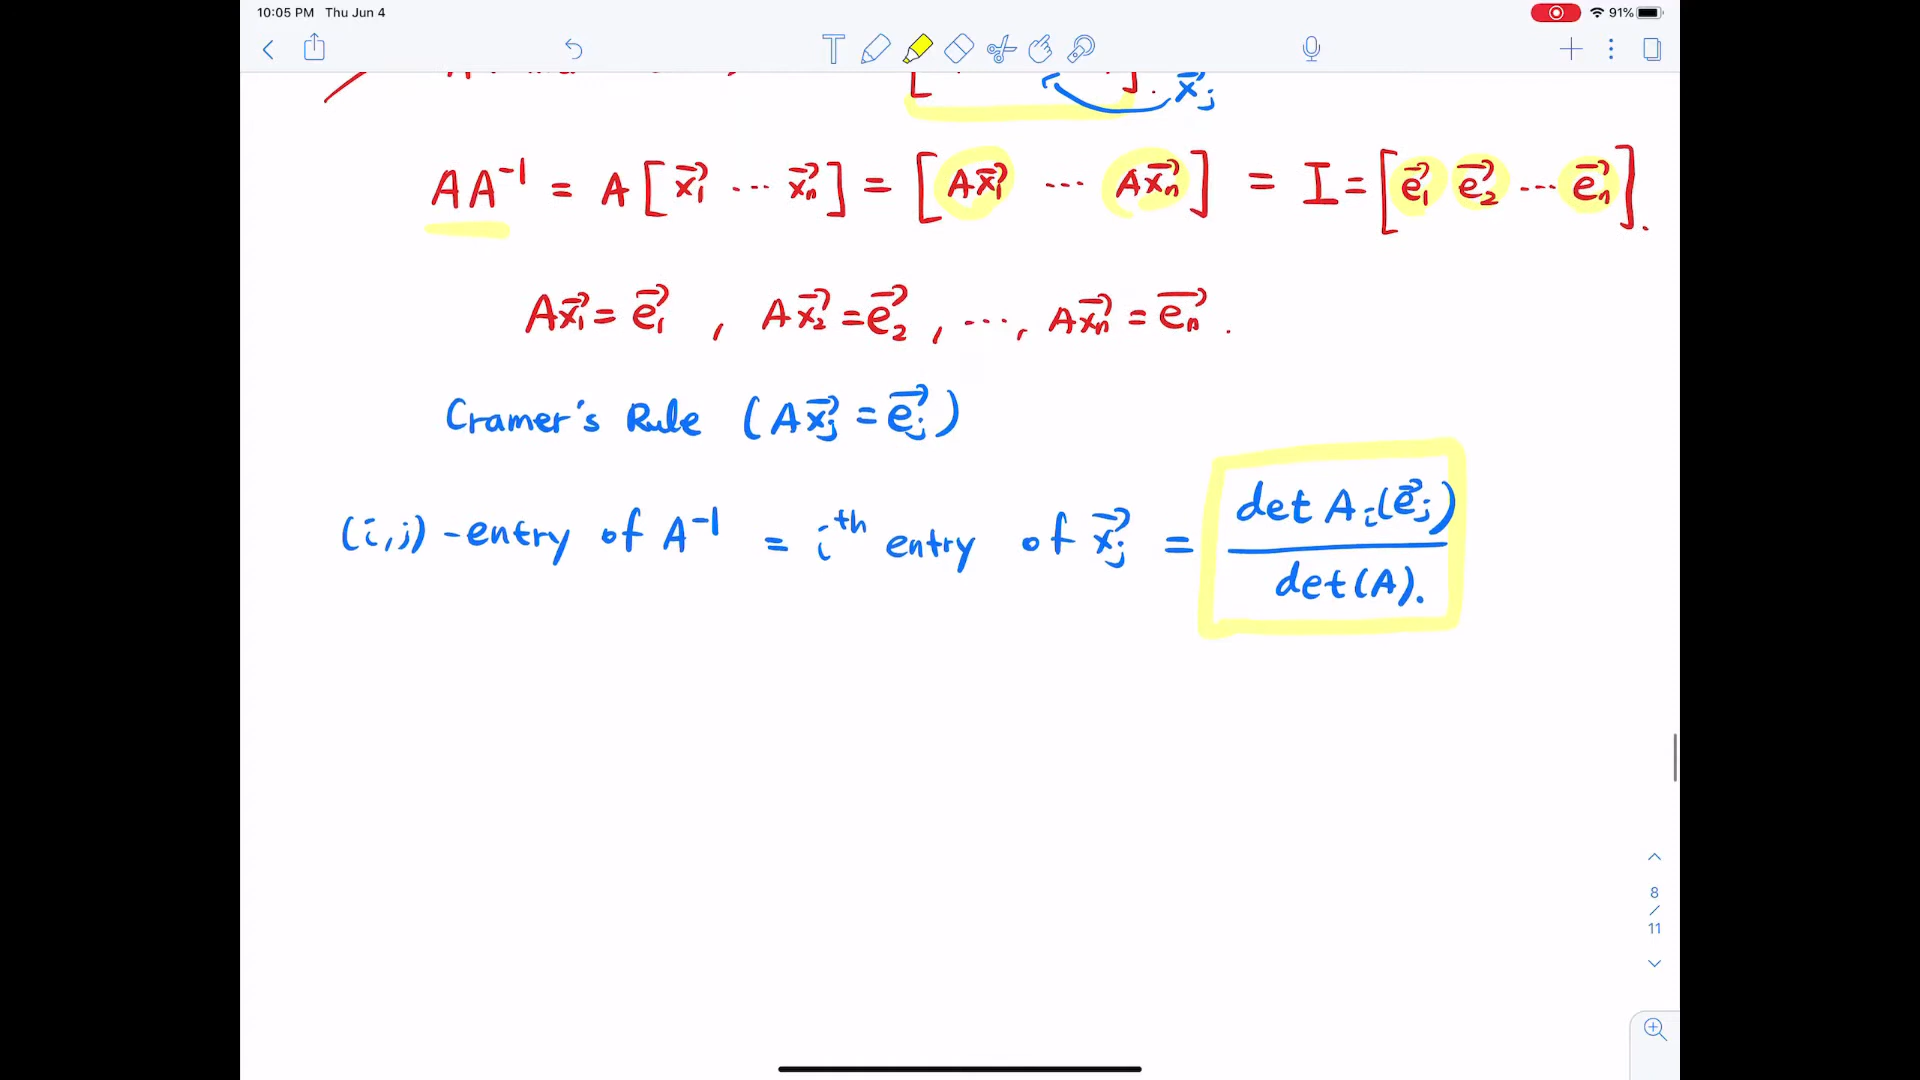 10:05 PM Thu Jun 4
91%
x⃗ⱼ
AA⁻¹ = A [ x⃗₁ ⋯ x⃗ₙ ] = [ Ax⃗₁ ⋯ Ax⃗ₙ ] = I = [ e⃗₁ e⃗₂ ⋯ e⃗ₙ ].
Ax⃗₁ = e⃗₁ , Ax⃗₂ = e⃗₂ , ⋯, Ax⃗ₙ = e⃗ₙ .
Cramer's Rule (Ax⃗ⱼ = e⃗ⱼ)
(i,j)-entry of A⁻¹ = iᵗʰ entry of x⃗ⱼ = det Aᵢ(e⃗ⱼ) / det(A).
8
/
11